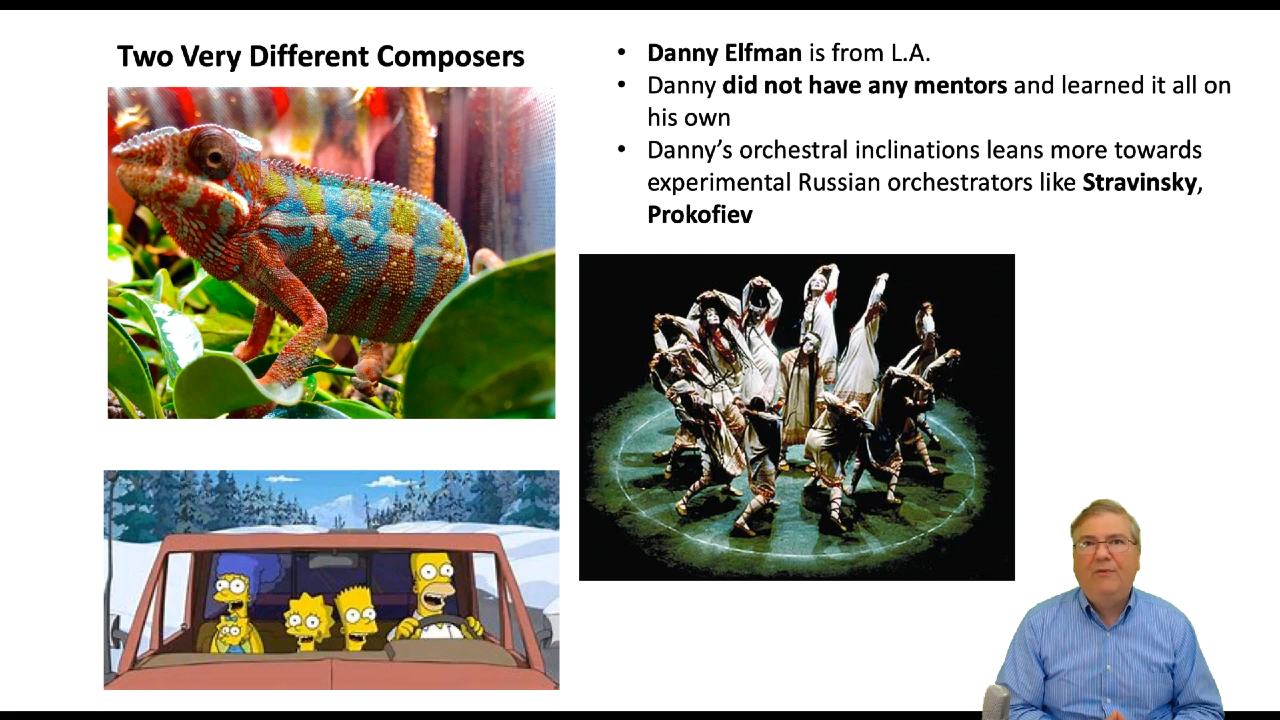 Two Very Different Composers
• Danny Elfman is from L.A.
• Danny did not have any mentors and learned it all on
his own
• Danny’s orchestral inclinations leans more towards
experimental Russian orchestrators like Stravinsky,
Prokofiev